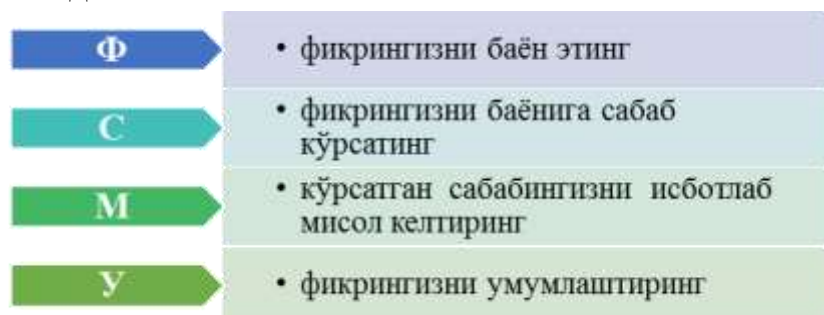 Ф
• фикрингизни баён этинг
С
• фикрингизни баёнига сабаб
кўрсатинг
М
• кўрсатган сабабингизни исботлаб
мисол келтиринг
У
• фикрингизни умумлаштиринг